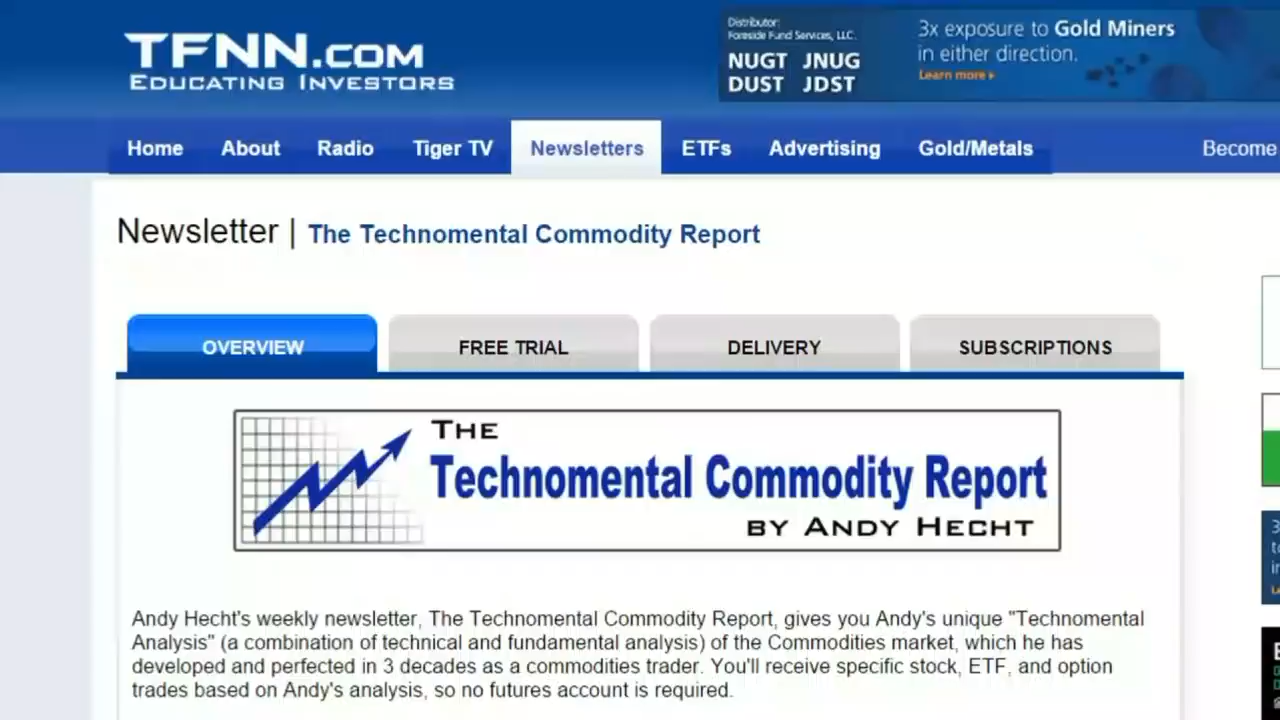 TFNN.COM
EDUCATING INVESTORS
Distributor:
Foreside Fund Services, LLC.
NUGT JNUG
DUST JDST
3x exposure to Gold Miners
in either direction.
Learn more
Home About Radio Tiger TV Newsletters ETFs Advertising Gold/Metals Become
Newsletter | The Technomental Commodity Report
OVERVIEW FREE TRIAL DELIVERY SUBSCRIPTIONS
THE
Technomental Commodity Report
BY ANDY HECHT
Andy Hecht's weekly newsletter, The Technomental Commodity Report, gives you Andy's unique "Technomental
Analysis" (a combination of technical and fundamental analysis) of the Commodities market, which he has
developed and perfected in 3 decades as a commodities trader. You'll receive specific stock, ETF, and option
trades based on Andy's analysis, so no futures account is required.